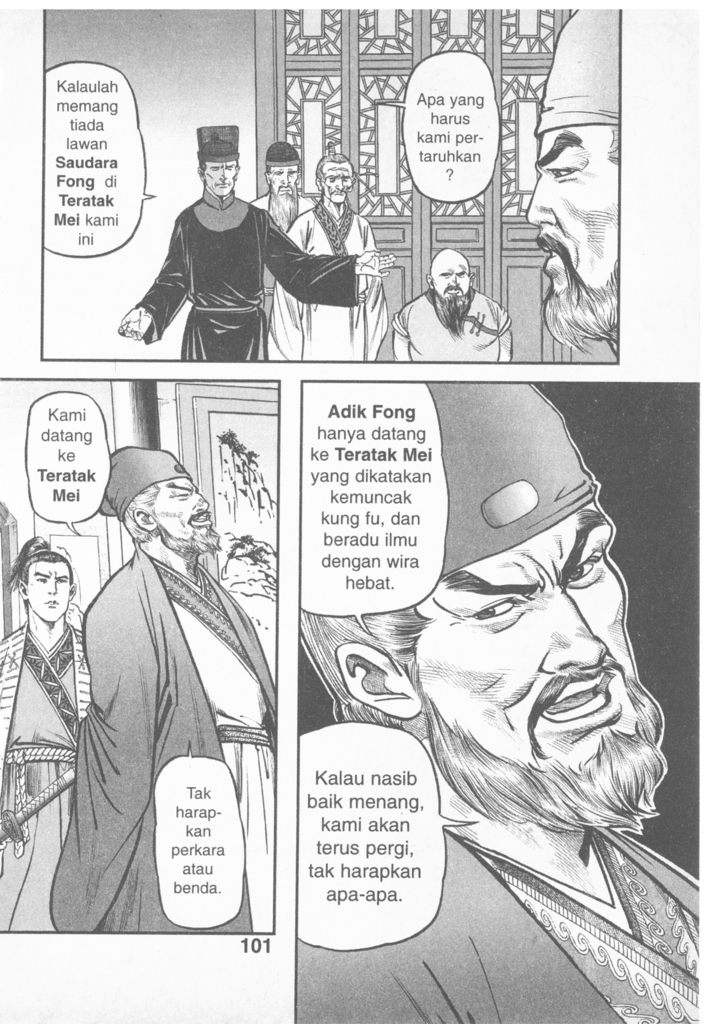 Kalaulah
memang
tiada
lawan
Saudara
Fong di
Teratak
Mei kami
ini
Apa yang
harus
kami per-
taruhkan
?
Kami
datang
ke
Teratak
Mei
Tak
harap-
kan
perkara
atau
benda.
Adik Fong
hanya datang
ke Teratak Mei
yang dikatakan
kemuncak
kung fu, dan
beradu ilmu
dengan wira
hebat.
Kalau nasib
baik menang,
kami akan
terus pergi,
tak harapkan
apa-apa.
101